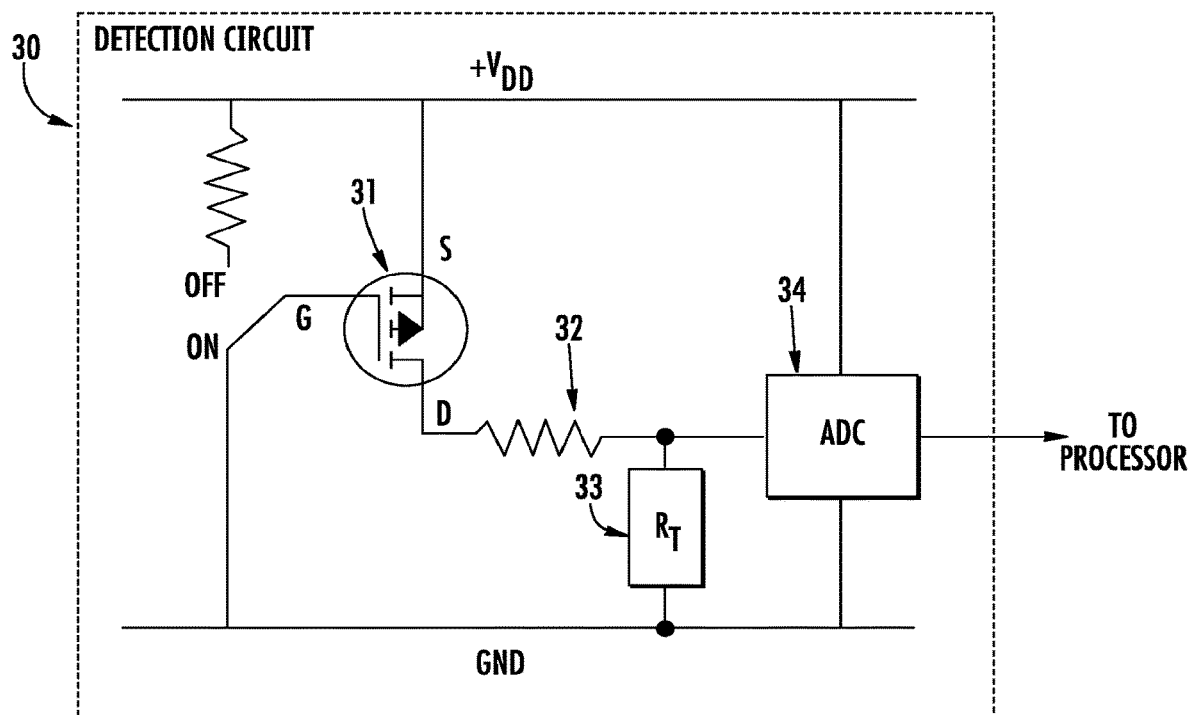 30
DETECTION CIRCUIT
+VDD
31
S
OFF
G
ON
34
32
D
ADC
TO
PROCESSOR
33
RT
GND